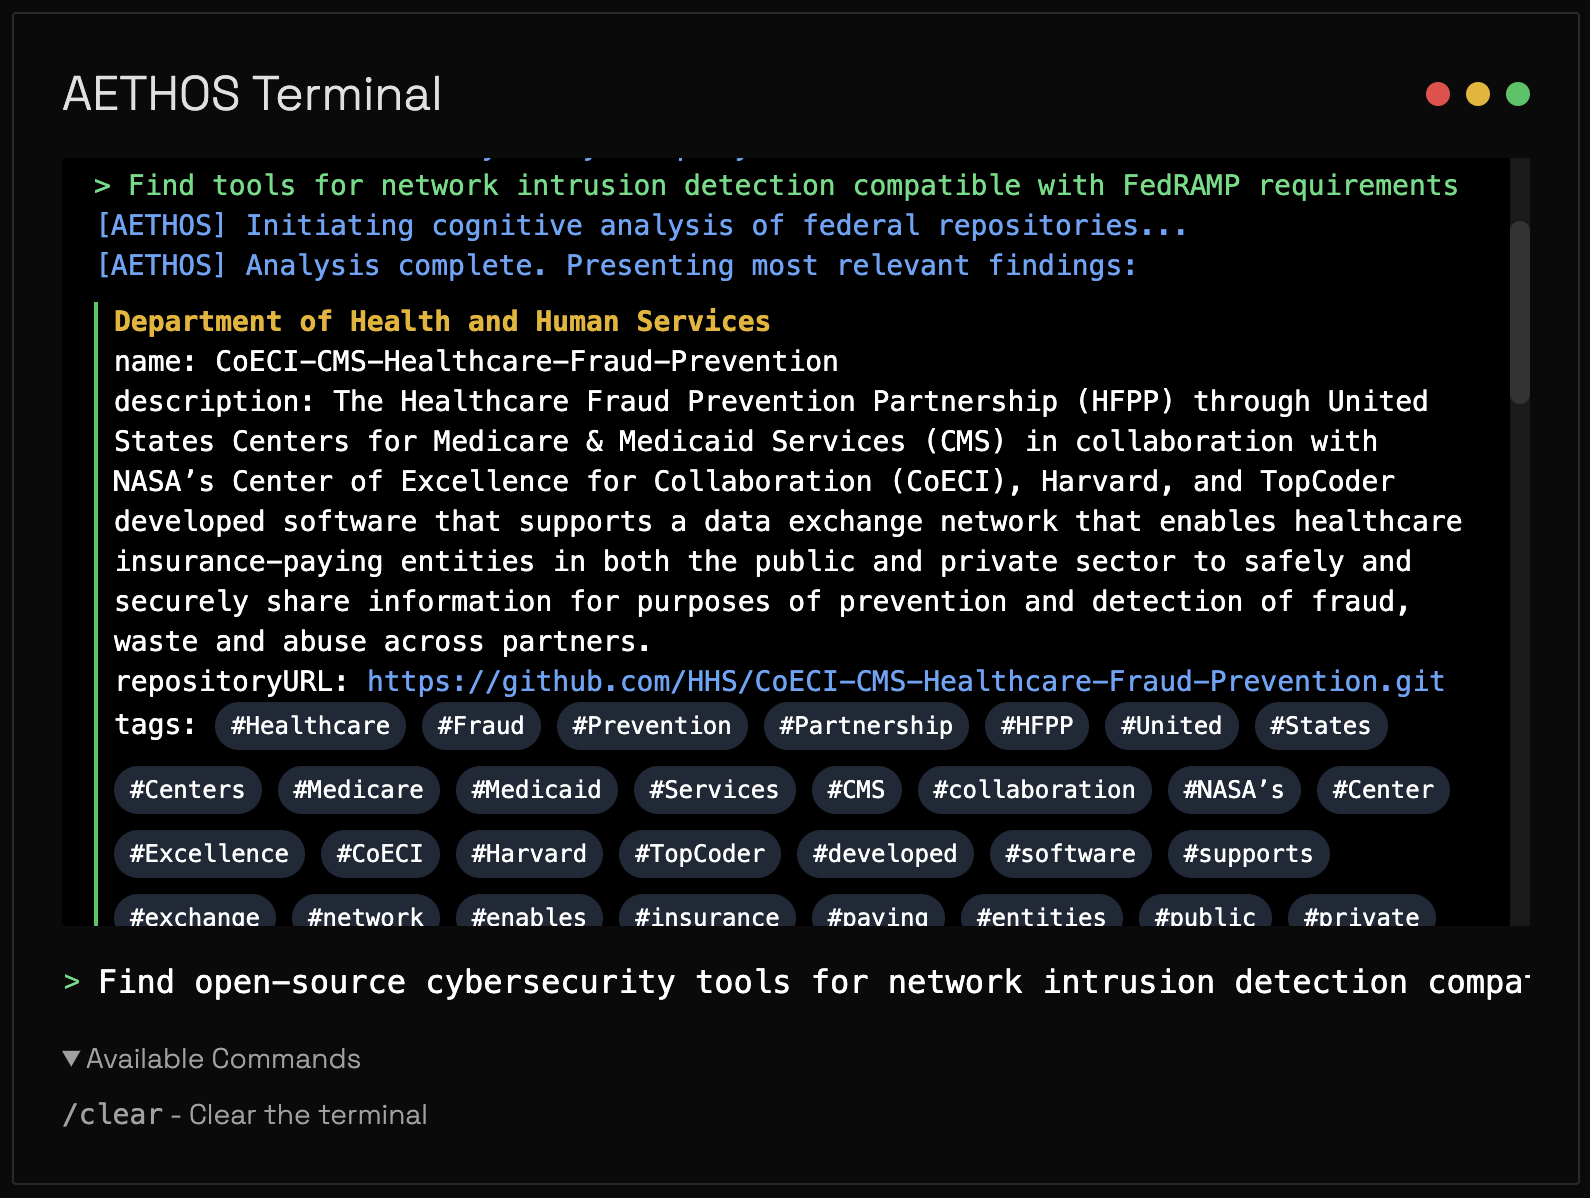 AETHOS Terminal
> Find tools for network intrusion detection compatible with FedRAMP requirements
[AETHOS] Initiating cognitive analysis of federal repositories...
[AETHOS] Analysis complete. Presenting most relevant findings:
Department of Health and Human Services
name: CoECI-CMS-Healthcare-Fraud-Prevention
description: The Healthcare Fraud Prevention Partnership (HFPP) through United
States Centers for Medicare & Medicaid Services (CMS) in collaboration with
NASA’s Center of Excellence for Collaboration (CoECI), Harvard, and TopCoder
developed software that supports a data exchange network that enables healthcare
insurance-paying entities in both the public and private sector to safely and
securely share information for purposes of prevention and detection of fraud,
waste and abuse across partners.
repositoryURL: https://github.com/HHS/CoECI-CMS-Healthcare-Fraud-Prevention.git
tags: #Healthcare #Fraud #Prevention #Partnership #HFPP #United #States
#Centers #Medicare #Medicaid #Services #CMS #collaboration #NASA’s #Center
#Excellence #CoECI #Harvard #TopCoder #developed #software #supports
#exchange #network #enables #insurance #paying #entities #public #private
> Find open-source cybersecurity tools for network intrusion detection
▼ Available Commands
/clear - Clear the terminal